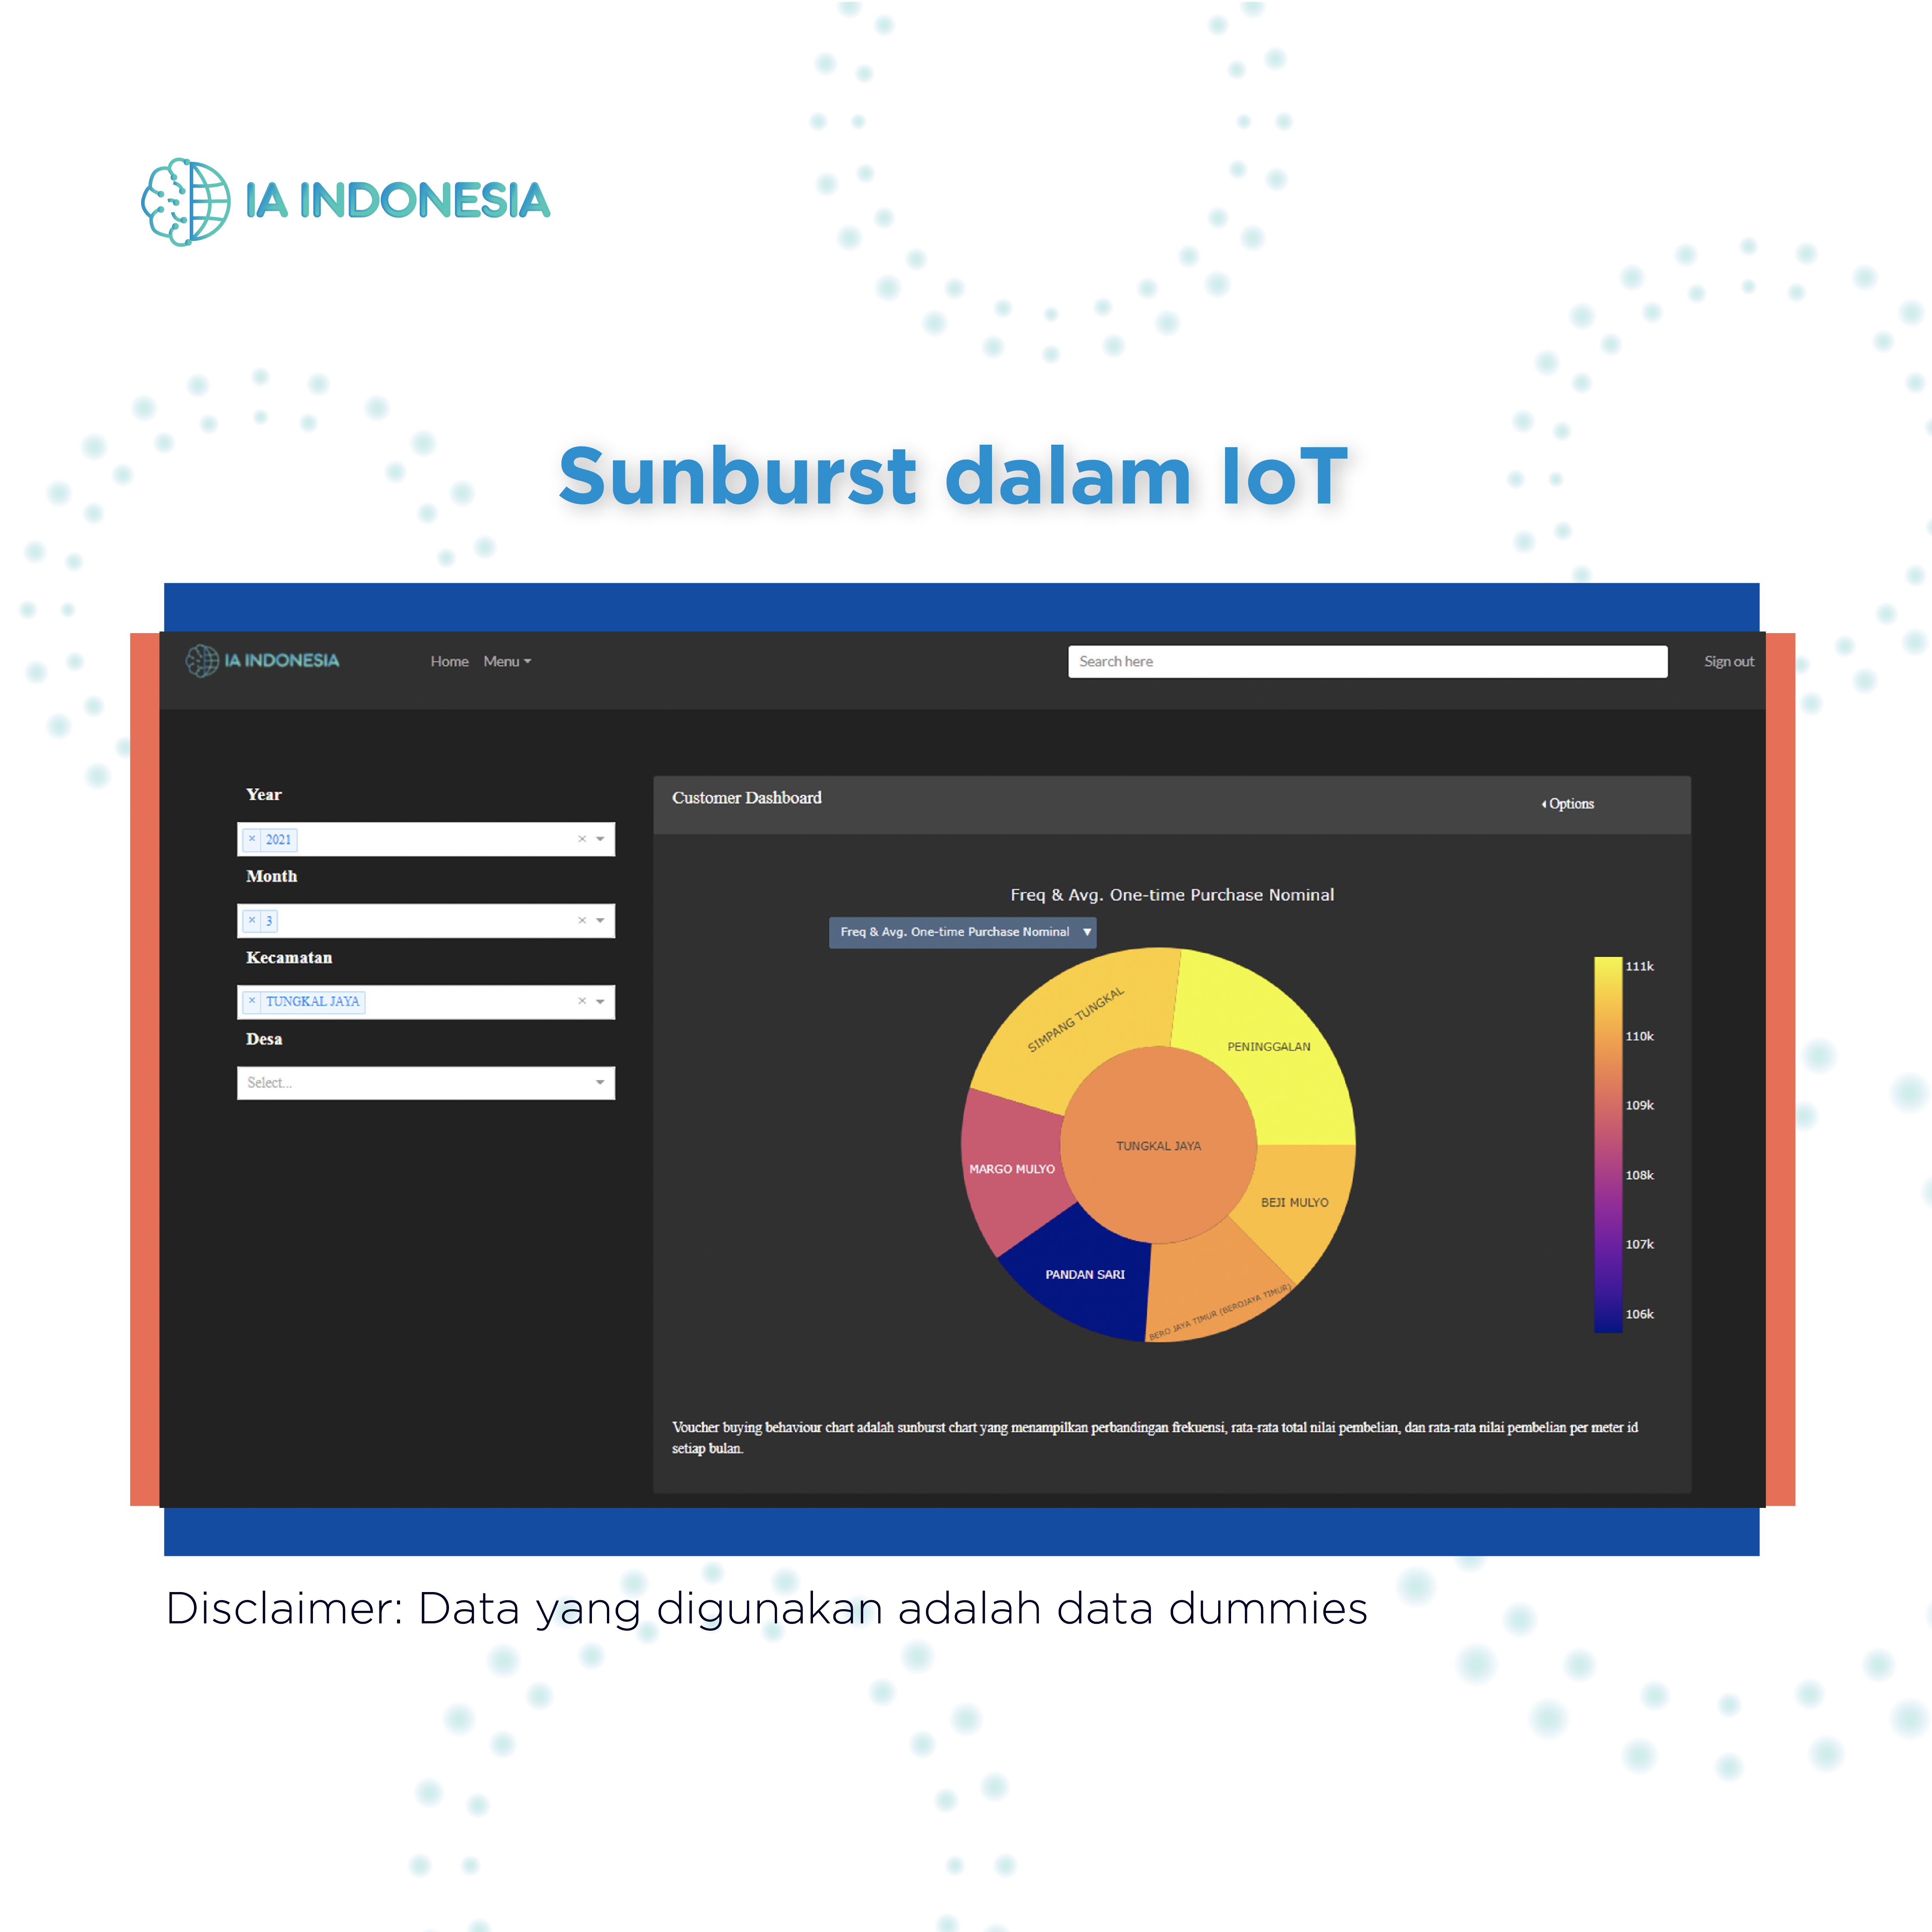 IA INDONESIA
Sunburst dalam IoT
IA INDONESIA
Home
Menu
Search here
Sign out
Year
× 2021
Month
× 3
Kecamatan
× TUNGKAL JAYA
Desa
Select...
Customer Dashboard
Options
Freq & Avg. One-time Purchase Nominal
Freq & Avg. One-time Purchase Nominal
SIMPANG TUNGKAL
PENINGGALAN
TUNGKAL JAYA
MARGO MULYO
BEJI MULYO
PANDAN SARI
BERO JAYA TIMUR (BEROJAYA TIMUR)
111k
110k
109k
108k
107k
106k
Voucher buying behaviour chart adalah sunburst chart yang menampilkan perbandingan frekuensi, rata-rata total nilai pembelian, dan rata-rata nilai pembelian per meter id
setiap bulan.
Disclaimer: Data yang digunakan adalah data dummies